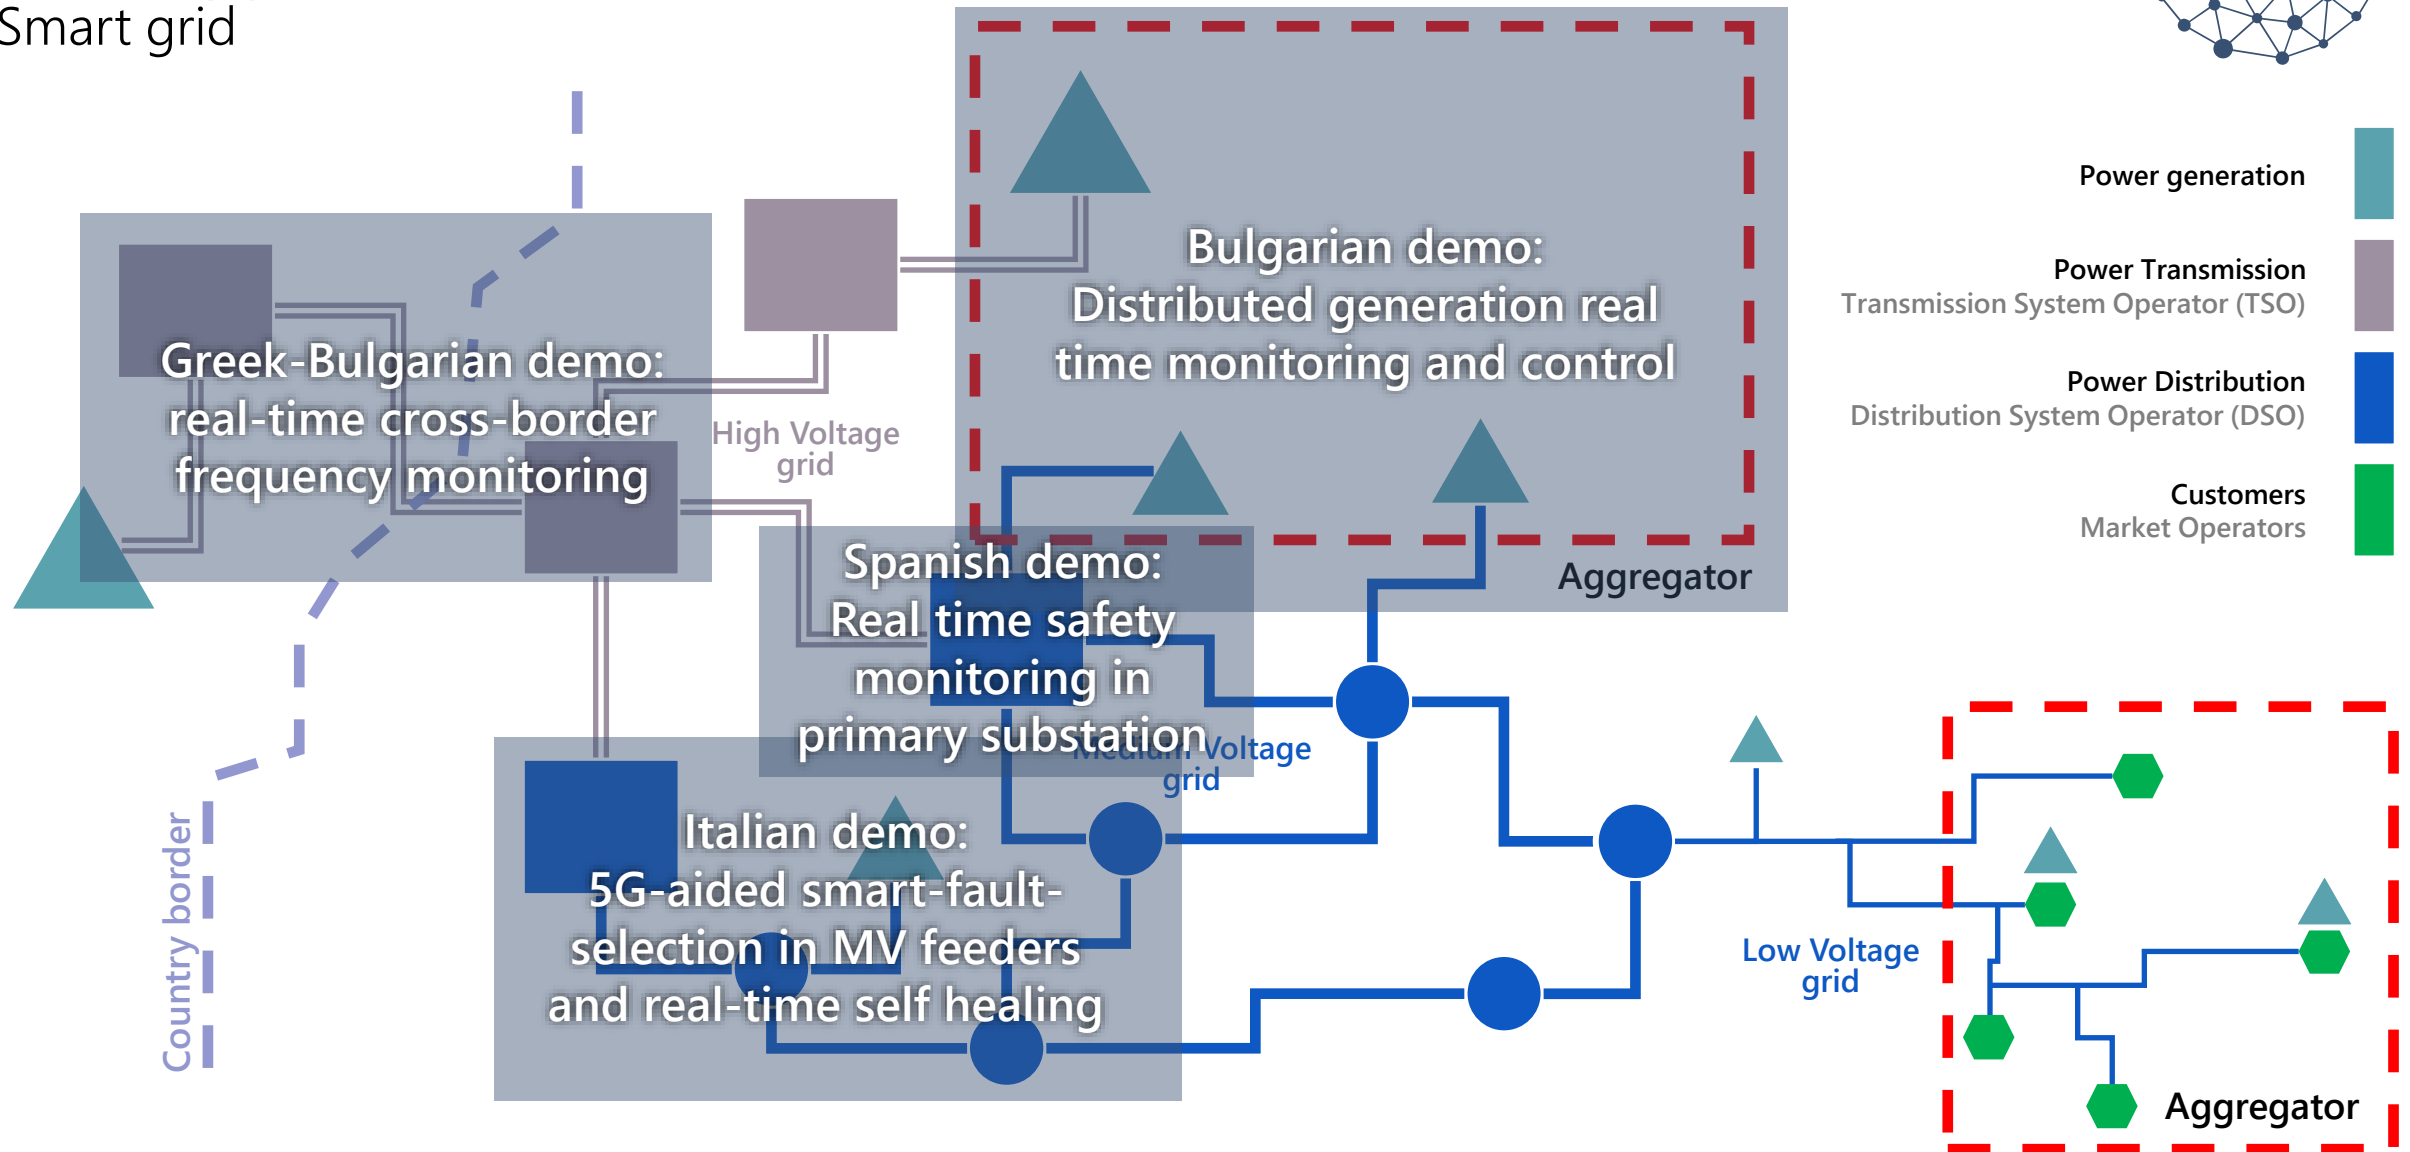 Smart grid
Bulgarian demo:
Distributed generation real
time monitoring and control
Aggregator
Greek-Bulgarian demo:
real-time cross-border
frequency monitoring
High Voltage
grid
Spanish demo:
Real time safety
monitoring in
primary substation
Medium Voltage
grid
Italian demo:
5G-aided smart-fault-
selection in MV feeders
and real-time self healing
Country border
Low Voltage
grid
Aggregator
Power generation
Power Transmission
Transmission System Operator (TSO)
Power Distribution
Distribution System Operator (DSO)
Customers
Market Operators